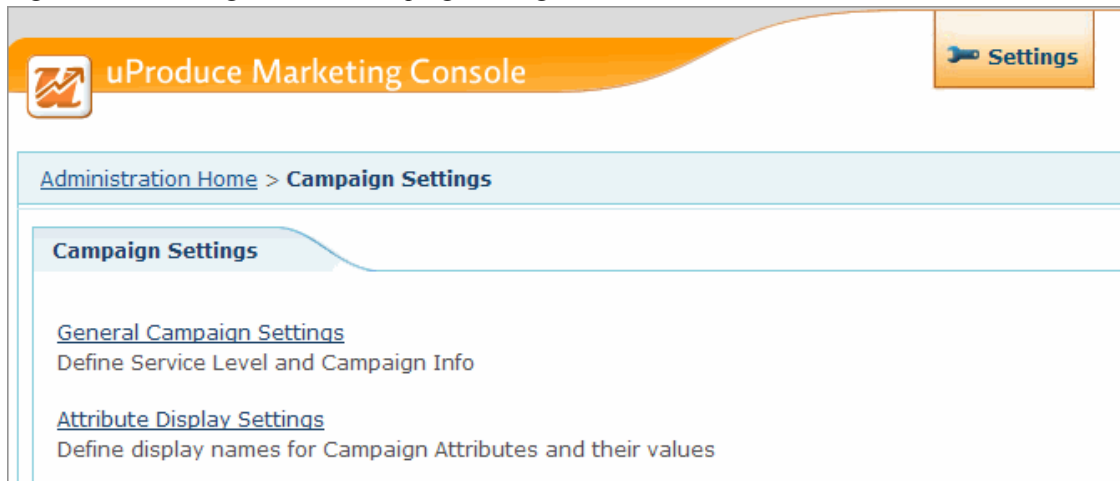 uProduce Marketing Console
Settings
Administration Home > Campaign Settings
Campaign Settings
General Campaign Settings
Define Service Level and Campaign Info
Attribute Display Settings
Define display names for Campaign Attributes and their values